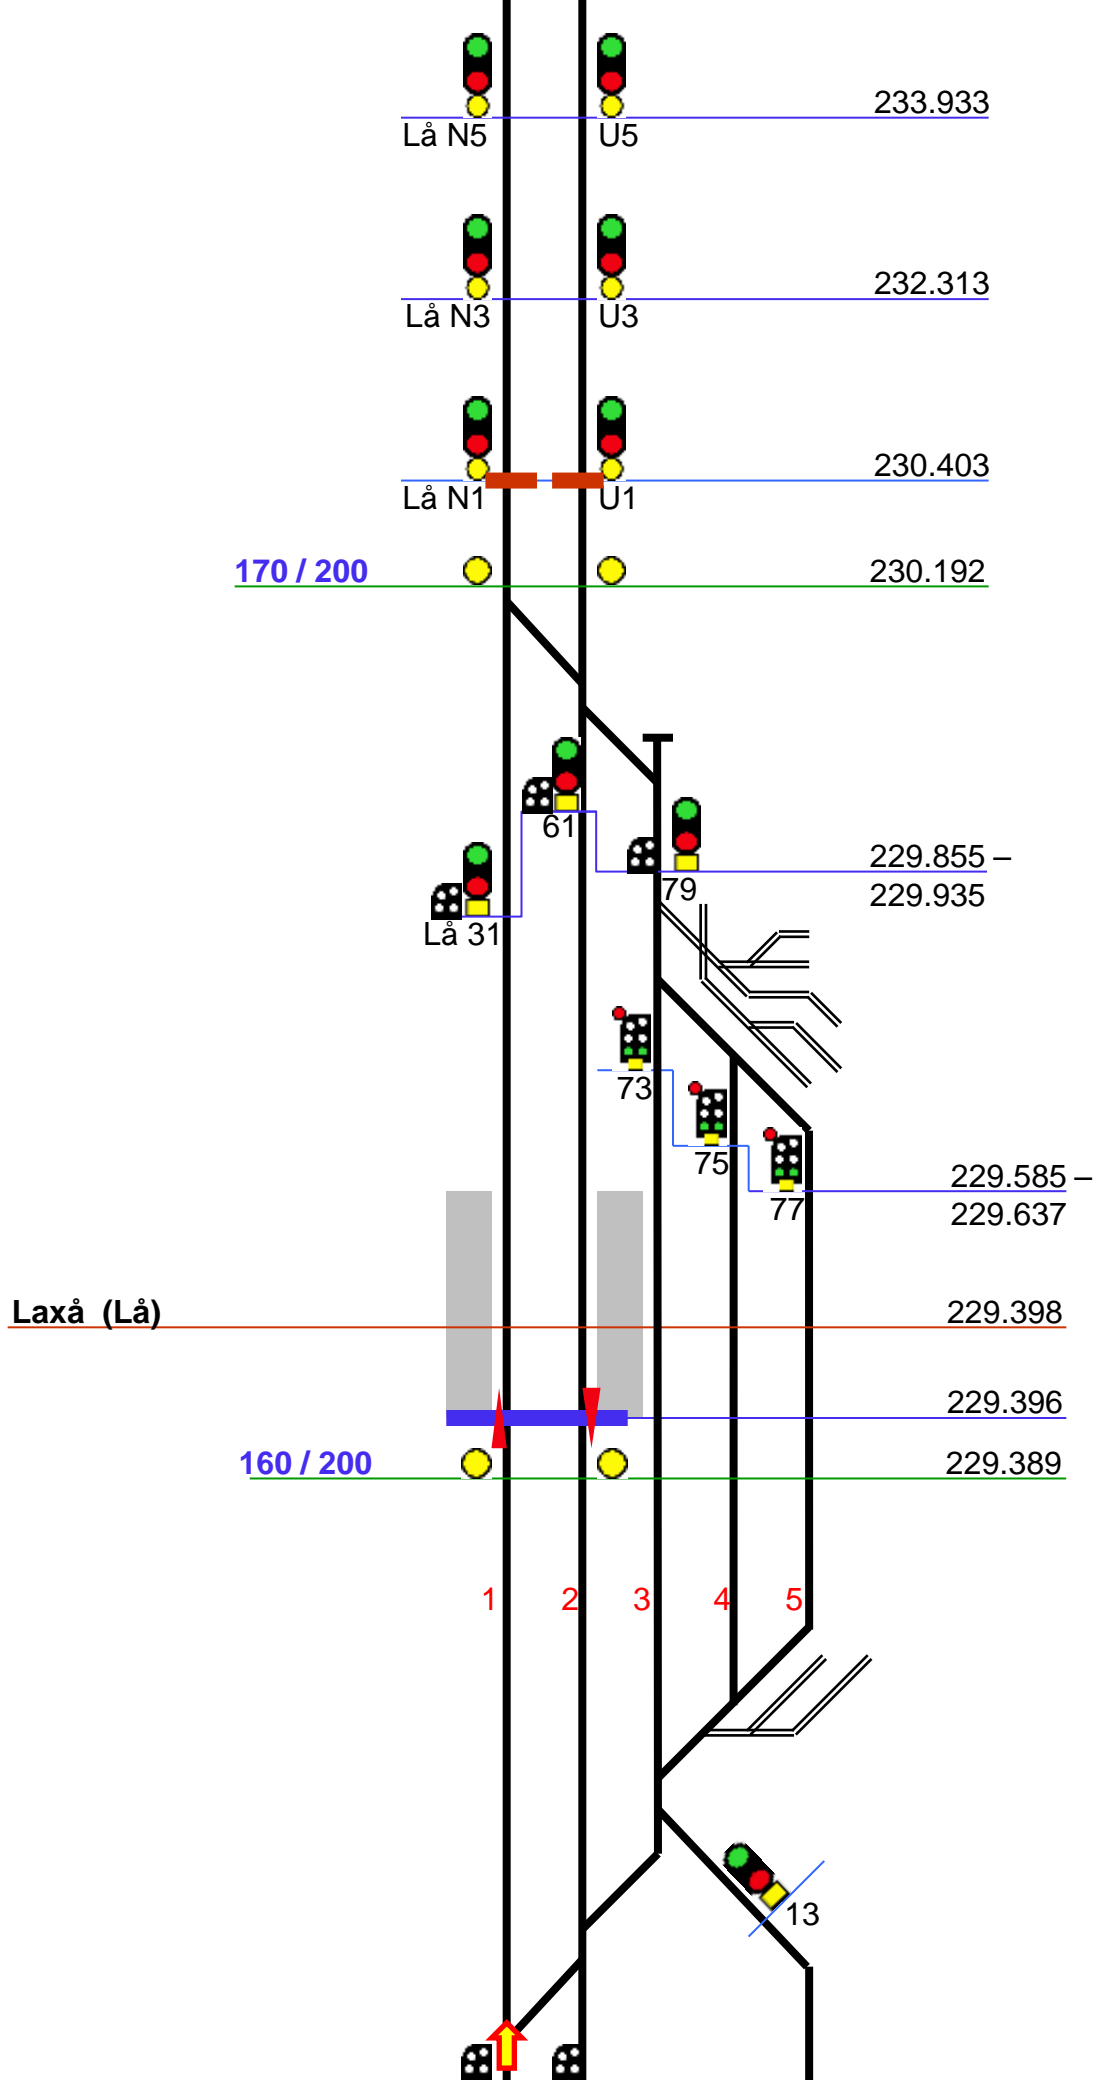 233.933
Lå N5 U5
232.313
Lå N3 U3
230.403
Lå N1 U1
170 / 200 230.192
61
229.855 –
79
229.935
Lå 31
73
75
229.585 –
77
229.637
Laxå (Lå) 229.398
229.396
160 / 200 229.389
1 2 3 4 5
13